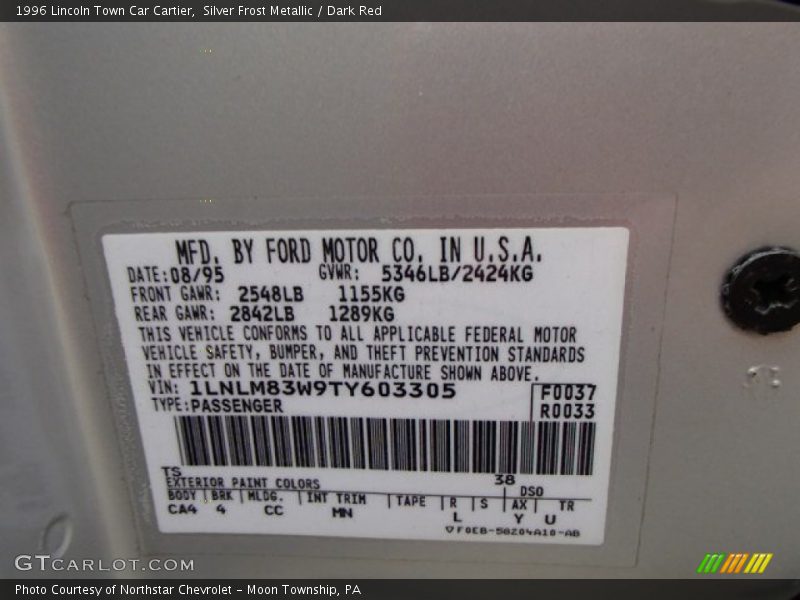 1996 Lincoln Town Car Cartier, Silver Frost Metallic / Dark Red
MFD. BY FORD MOTOR CO. IN U.S.A.
DATE: 08/95 GVWR: 5346LB/2424KG
FRONT GAWR: 2548LB 1155KG
REAR GAWR: 2842LB 1289KG
THIS VEHICLE CONFORMS TO ALL APPLICABLE FEDERAL MOTOR
VEHICLE SAFETY, BUMPER, AND THEFT PREVENTION STANDARDS
IN EFFECT ON THE DATE OF MANUFACTURE SHOWN ABOVE.
VIN: 1LNLM83W9TY603305 F0037
TYPE: PASSENGER R0033
TS 38
EXTERIOR PAINT COLORS DSO
BODY BRK MLDG. INT TRIM TAPE R S AX TR
CA4 4 CC MN L Y U
F0EB-58204A10-AB
GTCARLOT.COM
Photo Courtesy of Northstar Chevrolet - Moon Township, PA